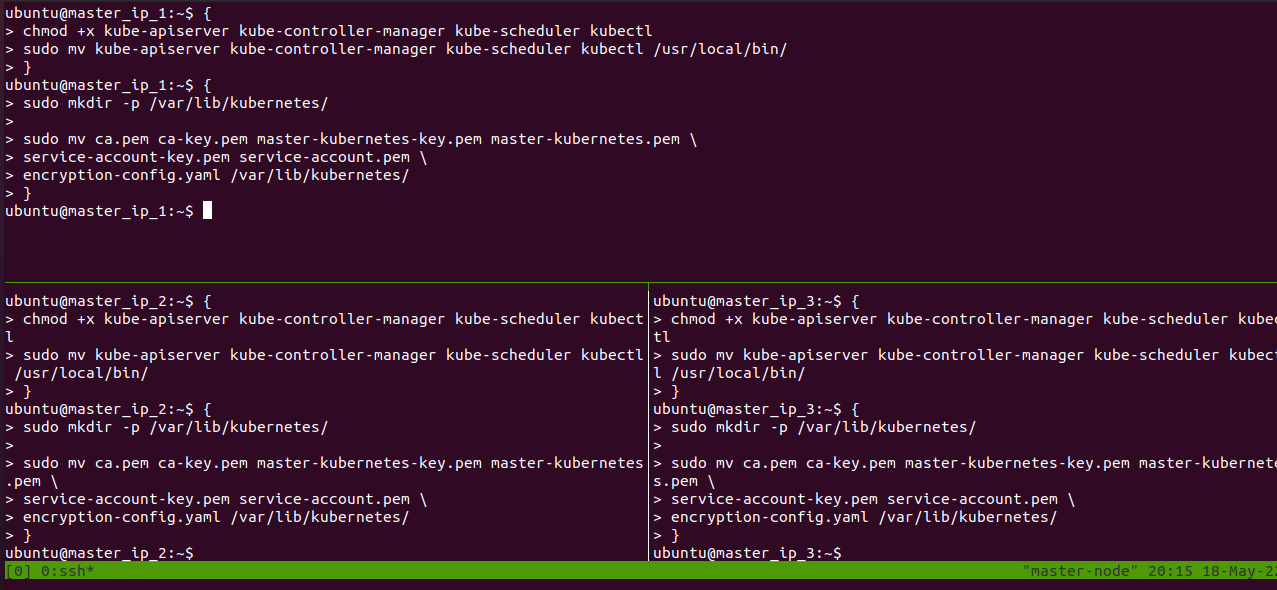 ubuntu@master_ip_1:~$ {
> chmod +x kube-apiserver kube-controller-manager kube-scheduler kubectl
> sudo mv kube-apiserver kube-controller-manager kube-scheduler kubectl /usr/local/bin/
> }
ubuntu@master_ip_1:~$ {
> sudo mkdir -p /var/lib/kubernetes/
>
> sudo mv ca.pem ca-key.pem master-kubernetes-key.pem master-kubernetes.pem \
> service-account-key.pem service-account.pem \
> encryption-config.yaml /var/lib/kubernetes/
> }
ubuntu@master_ip_1:~$
ubuntu@master_ip_2:~$ {
> chmod +x kube-apiserver kube-controller-manager kube-scheduler kubect
l
> sudo mv kube-apiserver kube-controller-manager kube-scheduler kubectl
/usr/local/bin/
> }
ubuntu@master_ip_2:~$ {
> sudo mkdir -p /var/lib/kubernetes/
>
> sudo mv ca.pem ca-key.pem master-kubernetes-key.pem master-kubernetes
.pem \
> service-account-key.pem service-account.pem \
> encryption-config.yaml /var/lib/kubernetes/
> }
ubuntu@master_ip_2:~$
ubuntu@master_ip_3:~$ {
> chmod +x kube-apiserver kube-controller-manager kube-scheduler kubec
tl
> sudo mv kube-apiserver kube-controller-manager kube-scheduler kubect
l /usr/local/bin/
> }
ubuntu@master_ip_3:~$ {
> sudo mkdir -p /var/lib/kubernetes/
>
> sudo mv ca.pem ca-key.pem master-kubernetes-key.pem master-kubernete
s.pem \
> service-account-key.pem service-account.pem \
> encryption-config.yaml /var/lib/kubernetes/
> }
ubuntu@master_ip_3:~$
[0] 0:ssh* "master-node" 20:15 18-May-2